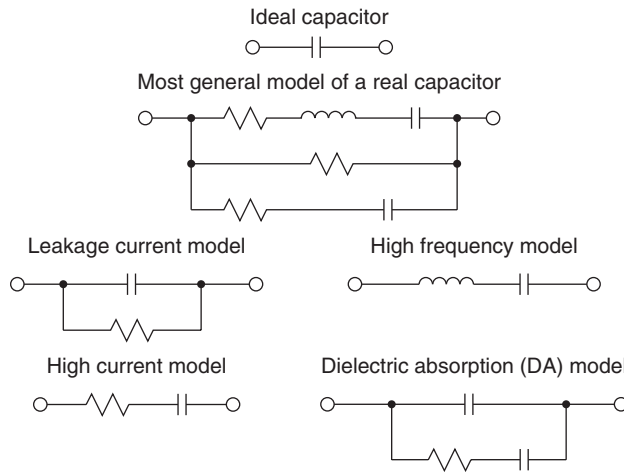 Ideal capacitor
Most general model of a real capacitor
Leakage current model
High frequency model
High current model
Dielectric absorption (DA) model